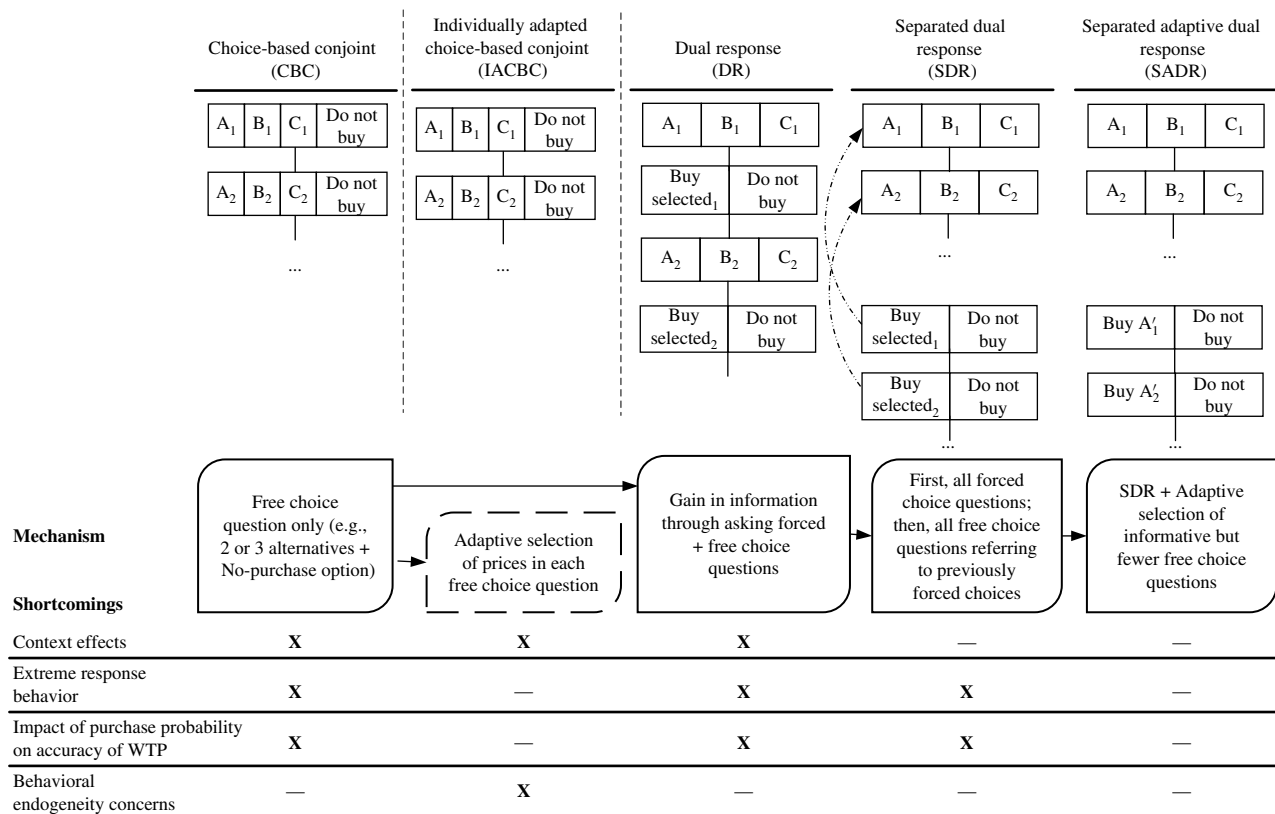 Choice-based conjoint
(CBC)
Individually adapted
choice-based conjoint
(IACBC)
Dual response
(DR)
Separated dual
response
(SDR)
Separated adaptive dual
response
(SADR)
A₁ B₁ C₁ Do not
buy
A₂ B₂ C₂ Do not
buy
...
A₁ B₁ C₁ Do not
buy
A₂ B₂ C₂ Do not
buy
...
A₁ B₁ C₁
Buy
selected₁
Do not
buy
A₂ B₂ C₂
Buy
selected₂
Do not
buy
A₁ B₁ C₁
A₂ B₂ C₂
...
Buy
selected₁
Do not
buy
Buy
selected₂
Do not
buy
...
A₁ B₁ C₁
A₂ B₂ C₂
...
Buy A′₁
Do not
buy
Buy A′₂
Do not
buy
...
Mechanism
Free choice
question only (e.g.,
2 or 3 alternatives +
No-purchase option)
Adaptive selection
of prices in each
free choice question
Gain in information
through asking forced
+ free choice
questions
First, all forced
choice questions;
then, all free choice
questions referring
to previously
forced choices
SDR + Adaptive
selection of
informative but
fewer free choice
questions
Shortcomings
Context effects X X X — —
Extreme response
behavior X — X X —
Impact of purchase probability
on accuracy of WTP X — X X —
Behavioral
endogeneity concerns — X — — —